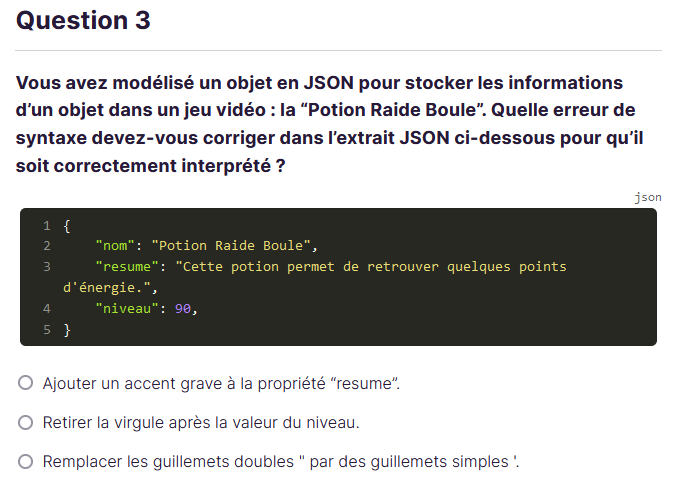 Question 3
Vous avez modélisé un objet en JSON pour stocker les informations
d’un objet dans un jeu vidéo : la “Potion Raide Boule”. Quelle erreur de
syntaxe devez-vous corriger dans l’extrait JSON ci-dessous pour qu’il
soit correctement interprété ?
json
1 {
2 "nom": "Potion Raide Boule",
3 "resume": "Cette potion permet de retrouver quelques points
d'énergie.",
4 "niveau": 90,
5 }
Ajouter un accent grave à la propriété “resume”.
Retirer la virgule après la valeur du niveau.
Remplacer les guillemets doubles " par des guillemets simples '.